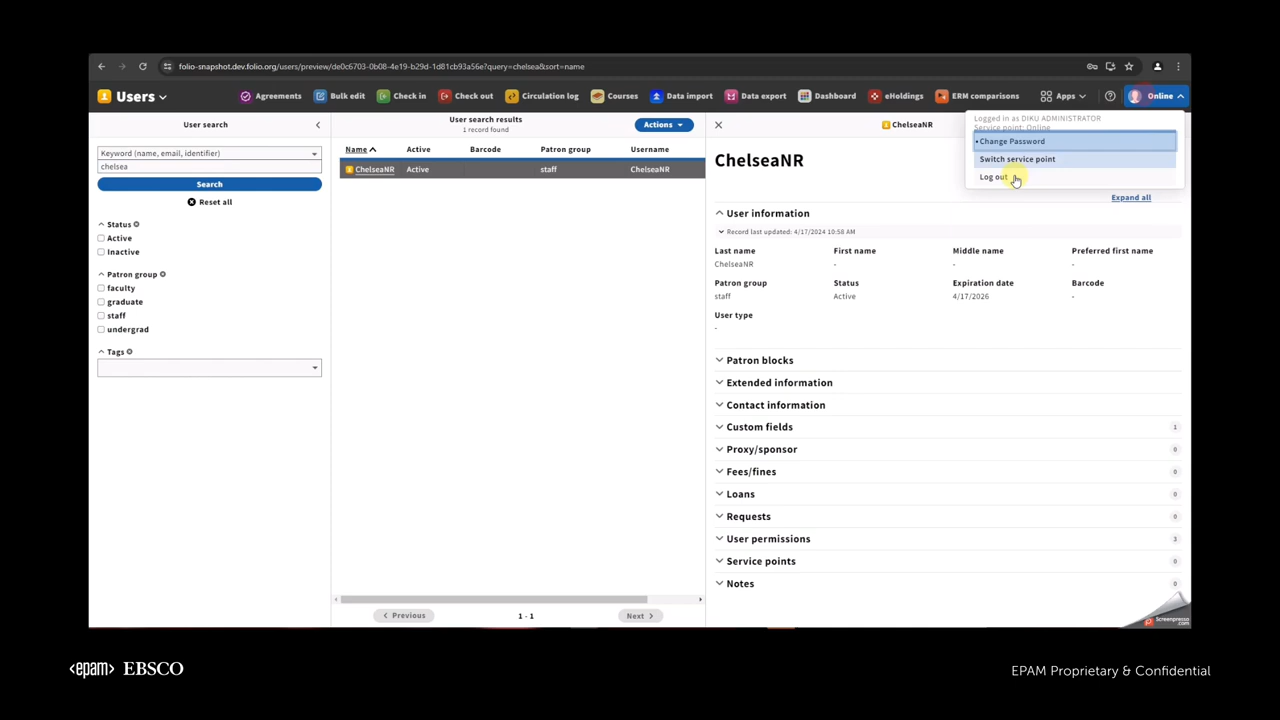 folio-snapshot.dev.folio.org/users/preview/de0c6703-0b08-4e19-b29d-1d81cb93a56e?query=chelsea&sort=name
Users Agreements Bulk edit Check in Check out Circulation log Courses Data import Data export Dashboard eHoldings ERM comparisons Apps Online
User search
Keyword (name, email, identifier)
chelsea
Search
Reset all
Status
Active
Inactive
Patron group
faculty
graduate
staff
undergrad
Tags
User search results
1 record found
Actions
Name Active Barcode Patron group Username
ChelseaNR Active staff ChelseaNR
Previous 1 - 1 Next
ChelseaNR
Logged in as DIKU ADMINISTRATOR
Service point: Online
• Change Password
Switch service point
Log out
ChelseaNR
Expand all
User information
Record last updated: 4/17/2024 10:58 AM
Last name First name Middle name Preferred first name
ChelseaNR - - -
Patron group Status Expiration date Barcode
staff Active 4/17/2026 -
User type
-
Patron blocks
Extended information
Contact information
Custom fields 1
Proxy/sponsor 0
Fees/fines 0
Loans 0
Requests 0
User permissions 3
Service points 0
Notes 0
Screenpresso
.com
<epam> EBSCO
EPAM Proprietary & Confidential